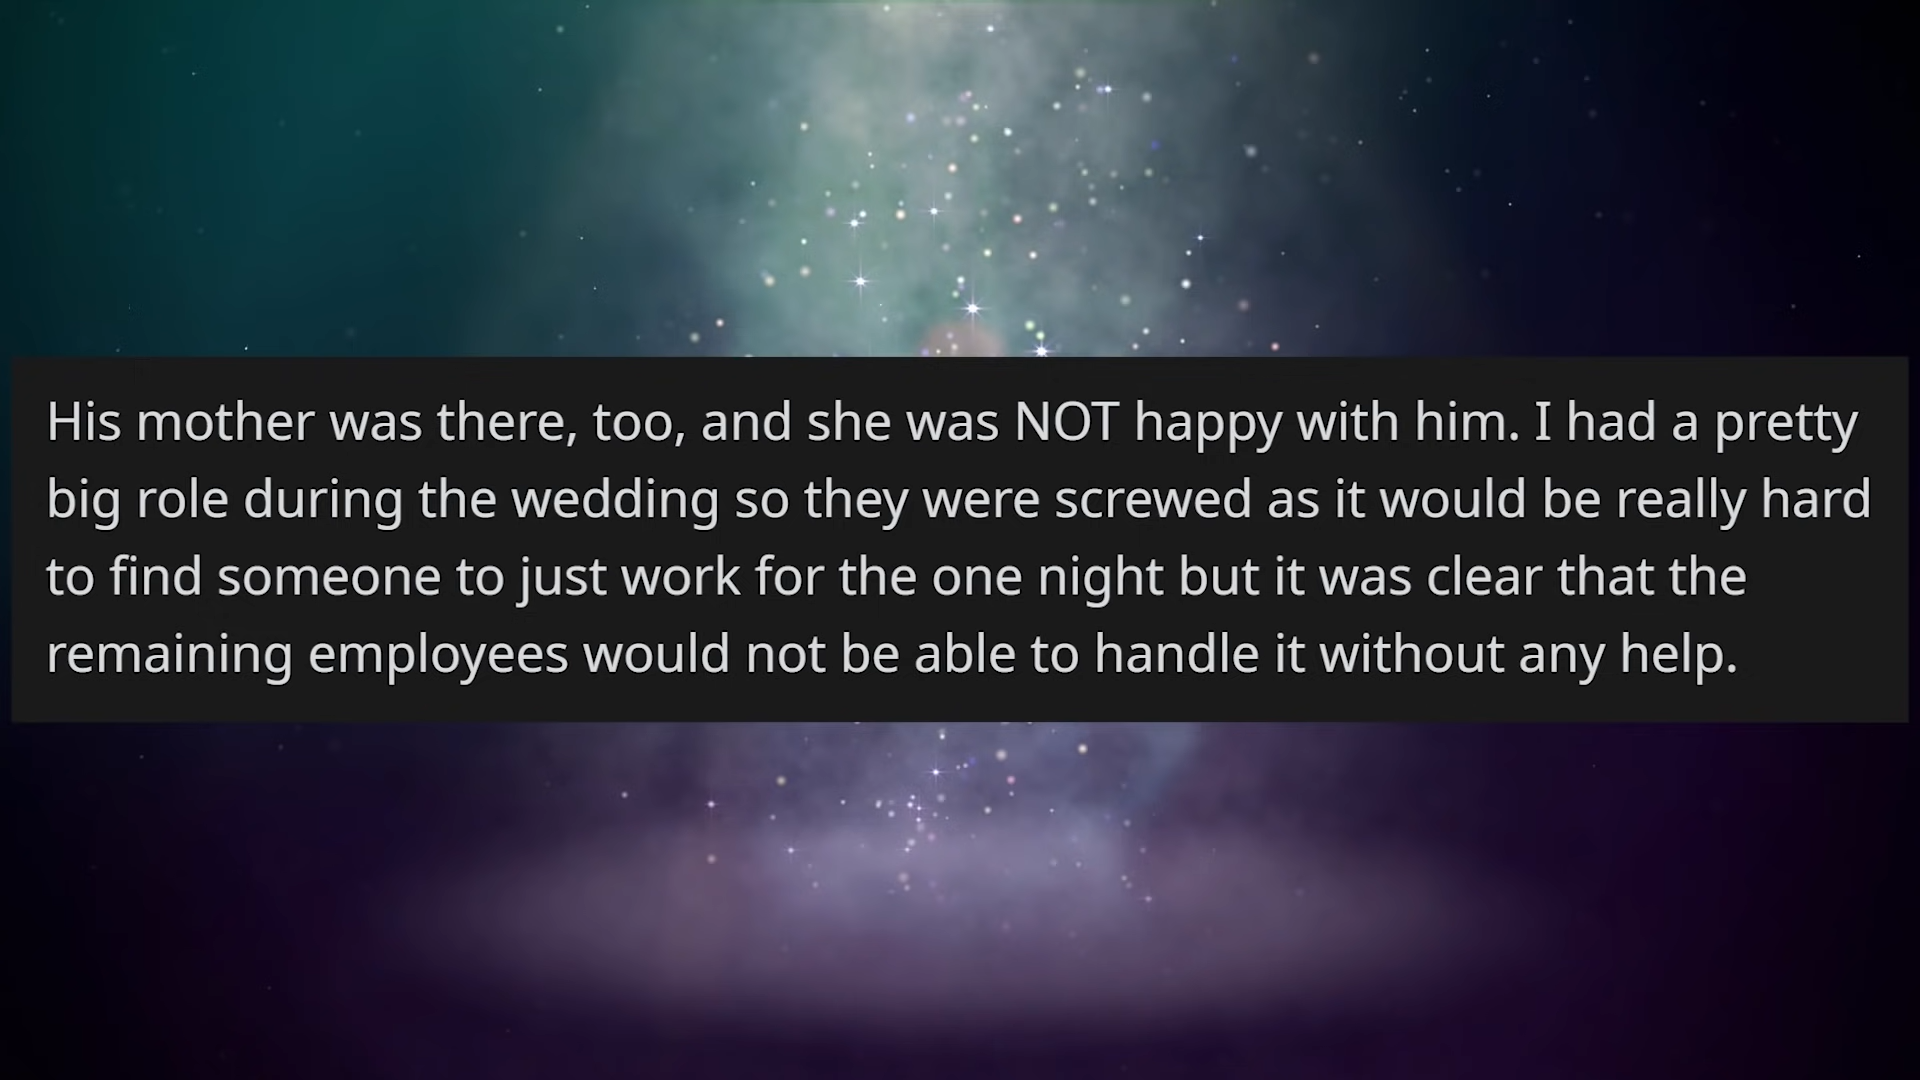 His mother was there, too, and she was NOT happy with him. I had a pretty
big role during the wedding so they were screwed as it would be really hard
to find someone to just work for the one night but it was clear that the
remaining employees would not be able to handle it without any help.